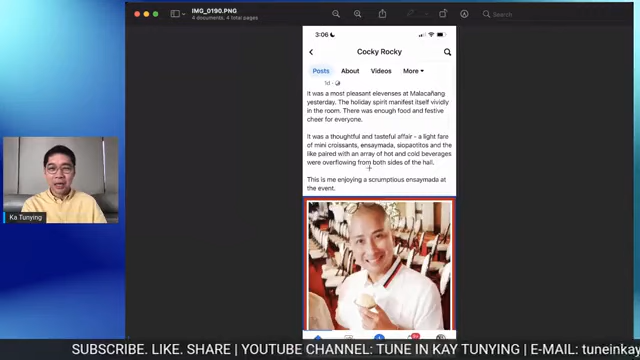 IMG_0190.PNG
4 documents, 4 total pages
Search
3:06
Cocky Rocky
Posts
About
Videos
More
1d
It was a most pleasant elevenses at Malacañang
yesterday. The holiday spirit manifest itself vividly
in the room. There was enough food and festive
cheer for everyone.
It was a thoughtful and tasteful affair - a light fare
of mini croissants, ensaymada, siopactitos and the
like paired with an array of hot and cold beverages
were overflowing from both sides of the hall.
This is me enjoying a scrumptious ensaymada at
the event.
Ka Tunying
SUBSCRIBE. LIKE. SHARE | YOUTUBE CHANNEL: TUNE IN KAY TUNYING | E-MAIL: tuneinkay